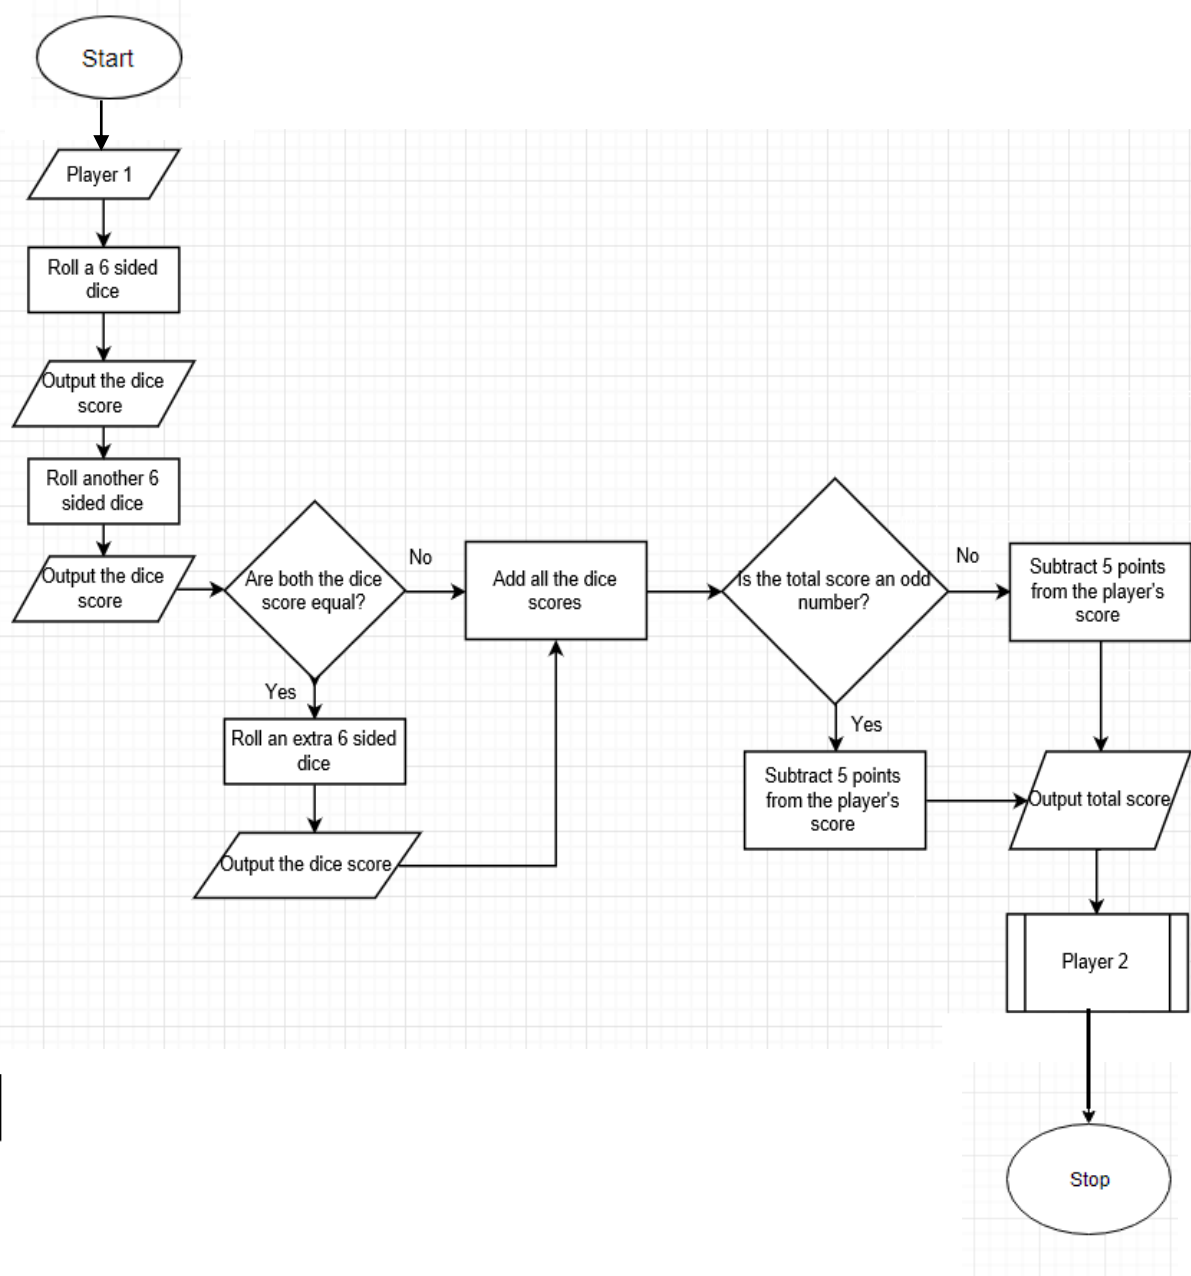 Start
Player 1
Roll a 6 sided
dice
Output the dice
score
Roll another 6
sided dice
Output the dice
score
Are both the dice
score equal?
No
Yes
Roll an extra 6 sided
dice
Output the dice score
Add all the dice
scores
Is the total score an odd
number?
No
Subtract 5 points
from the player's
score
Yes
Subtract 5 points
from the player's
score
Output total score
Player 2
Stop